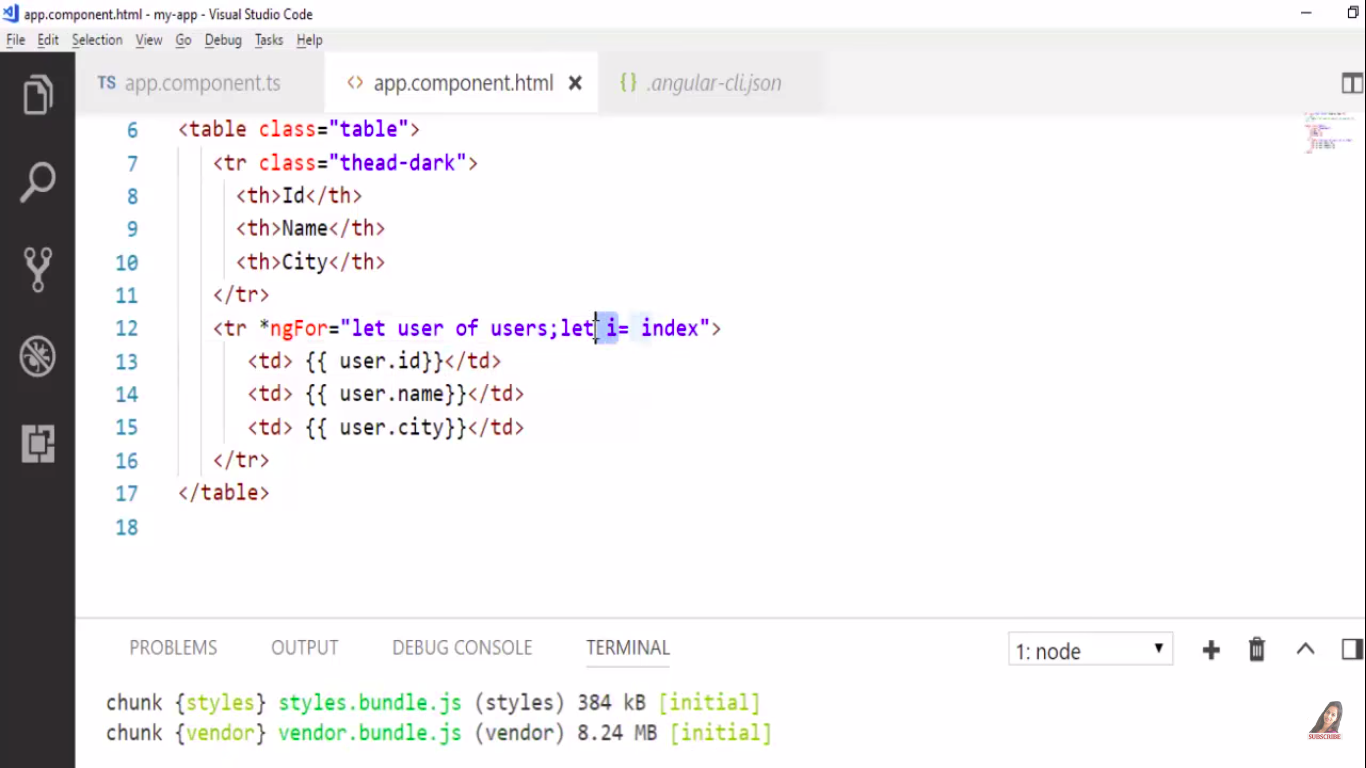 app.component.html - my-app - Visual Studio Code
File Edit Selection View Go Debug Tasks Help
TS app.component.ts <> app.component.html × {} .angular-cli.json
6 <table class="table">
7 <tr class="thead-dark">
8 <th>Id</th>
9 <th>Name</th>
10 <th>City</th>
11 </tr>
12 <tr *ngFor="let user of users;let i= index">
13 <td> {{ user.id}}</td>
14 <td> {{ user.name}}</td>
15 <td> {{ user.city}}</td>
16 </tr>
17 </table>
18
PROBLEMS OUTPUT DEBUG CONSOLE TERMINAL 1: node
chunk {styles} styles.bundle.js (styles) 384 kB [initial]
chunk {vendor} vendor.bundle.js (vendor) 8.24 MB [initial]
SUBSCRIBE